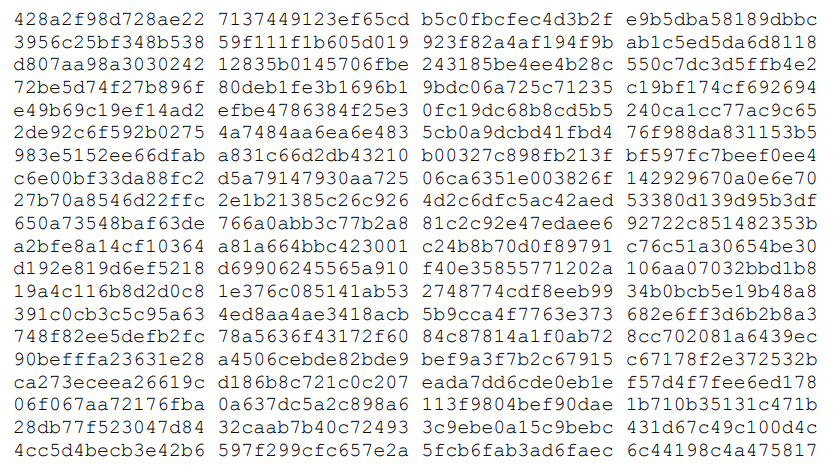 428a2f98d728ae22 7137449123ef65cd b5c0fbcfec4d3b2f e9b5dba58189dbbc
3956c25bf348b538 59f111f1b605d019 923f82a4af194f9b ab1c5ed5da6d8118
d807aa98a3030242 12835b0145706fbe 243185be4ee4b28c 550c7dc3d5ffb4e2
72be5d74f27b896f 80deb1fe3b1696b1 9bdc06a725c71235 c19bf174cf692694
e49b69c19ef14ad2 efbe4786384f25e3 0fc19dc68b8cd5b5 240ca1cc77ac9c65
2de92c6f592b0275 4a7484aa6ea6e483 5cb0a9dcbd41fbd4 76f988da831153b5
983e5152ee66dfab a831c66d2db43210 b00327c898fb213f bf597fc7beef0ee4
c6e00bf33da88fc2 d5a79147930aa725 06ca6351e003826f 142929670a0e6e70
27b70a8546d22ffc 2e1b21385c26c926 4d2c6dfc5ac42aed 53380d139d95b3df
650a73548baf63de 766a0abb3c77b2a8 81c2c92e47edaee6 92722c851482353b
a2bfe8a14cf10364 a81a664bbc423001 c24b8b70d0f89791 c76c51a30654be30
d192e819d6ef5218 d69906245565a910 f40e35855771202a 106aa07032bbd1b8
19a4c116b8d2d0c8 1e376c085141ab53 2748774cdf8eeb99 34b0bcb5e19b48a8
391c0cb3c5c95a63 4ed8aa4ae3418acb 5b9cca4f7763e373 682e6ff3d6b2b8a3
748f82ee5defb2fc 78a5636f43172f60 84c87814a1f0ab72 8cc702081a6439ec
90befffa23631e28 a4506cebde82bde9 bef9a3f7b2c67915 c67178f2e372532b
ca273eceea26619c d186b8c721c0c207 eada7dd6cde0eb1e f57d4f7fee6ed178
06f067aa72176fba 0a637dc5a2c898a6 113f9804bef90dae 1b710b35131c471b
28db77f523047d84 32caab7b40c72493 3c9ebe0a15c9bebc 431d67c49c100d4c
4cc5d4becb3e42b6 597f299cfc657e2a 5fcb6fab3ad6faec 6c44198c4a475817